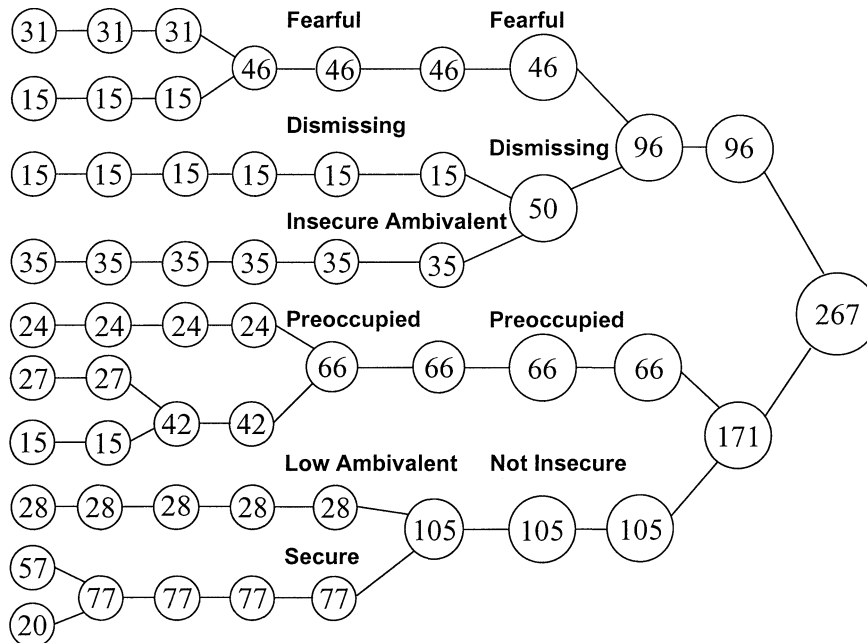 31 31 31 Fearful Fearful
46 46 46 46
15 15 15
Dismissing Dismissing 96 96
15 15 15 15 15 15
50
Insecure Ambivalent
35 35 35 35 35 35
267
24 24 24 24 Preoccupied Preoccupied
27 27 66 66 66 66
42 42
15 15 171
Low Ambivalent Not Insecure
28 28 28 28 28
105 105 105
57 Secure
77 77 77 77
20